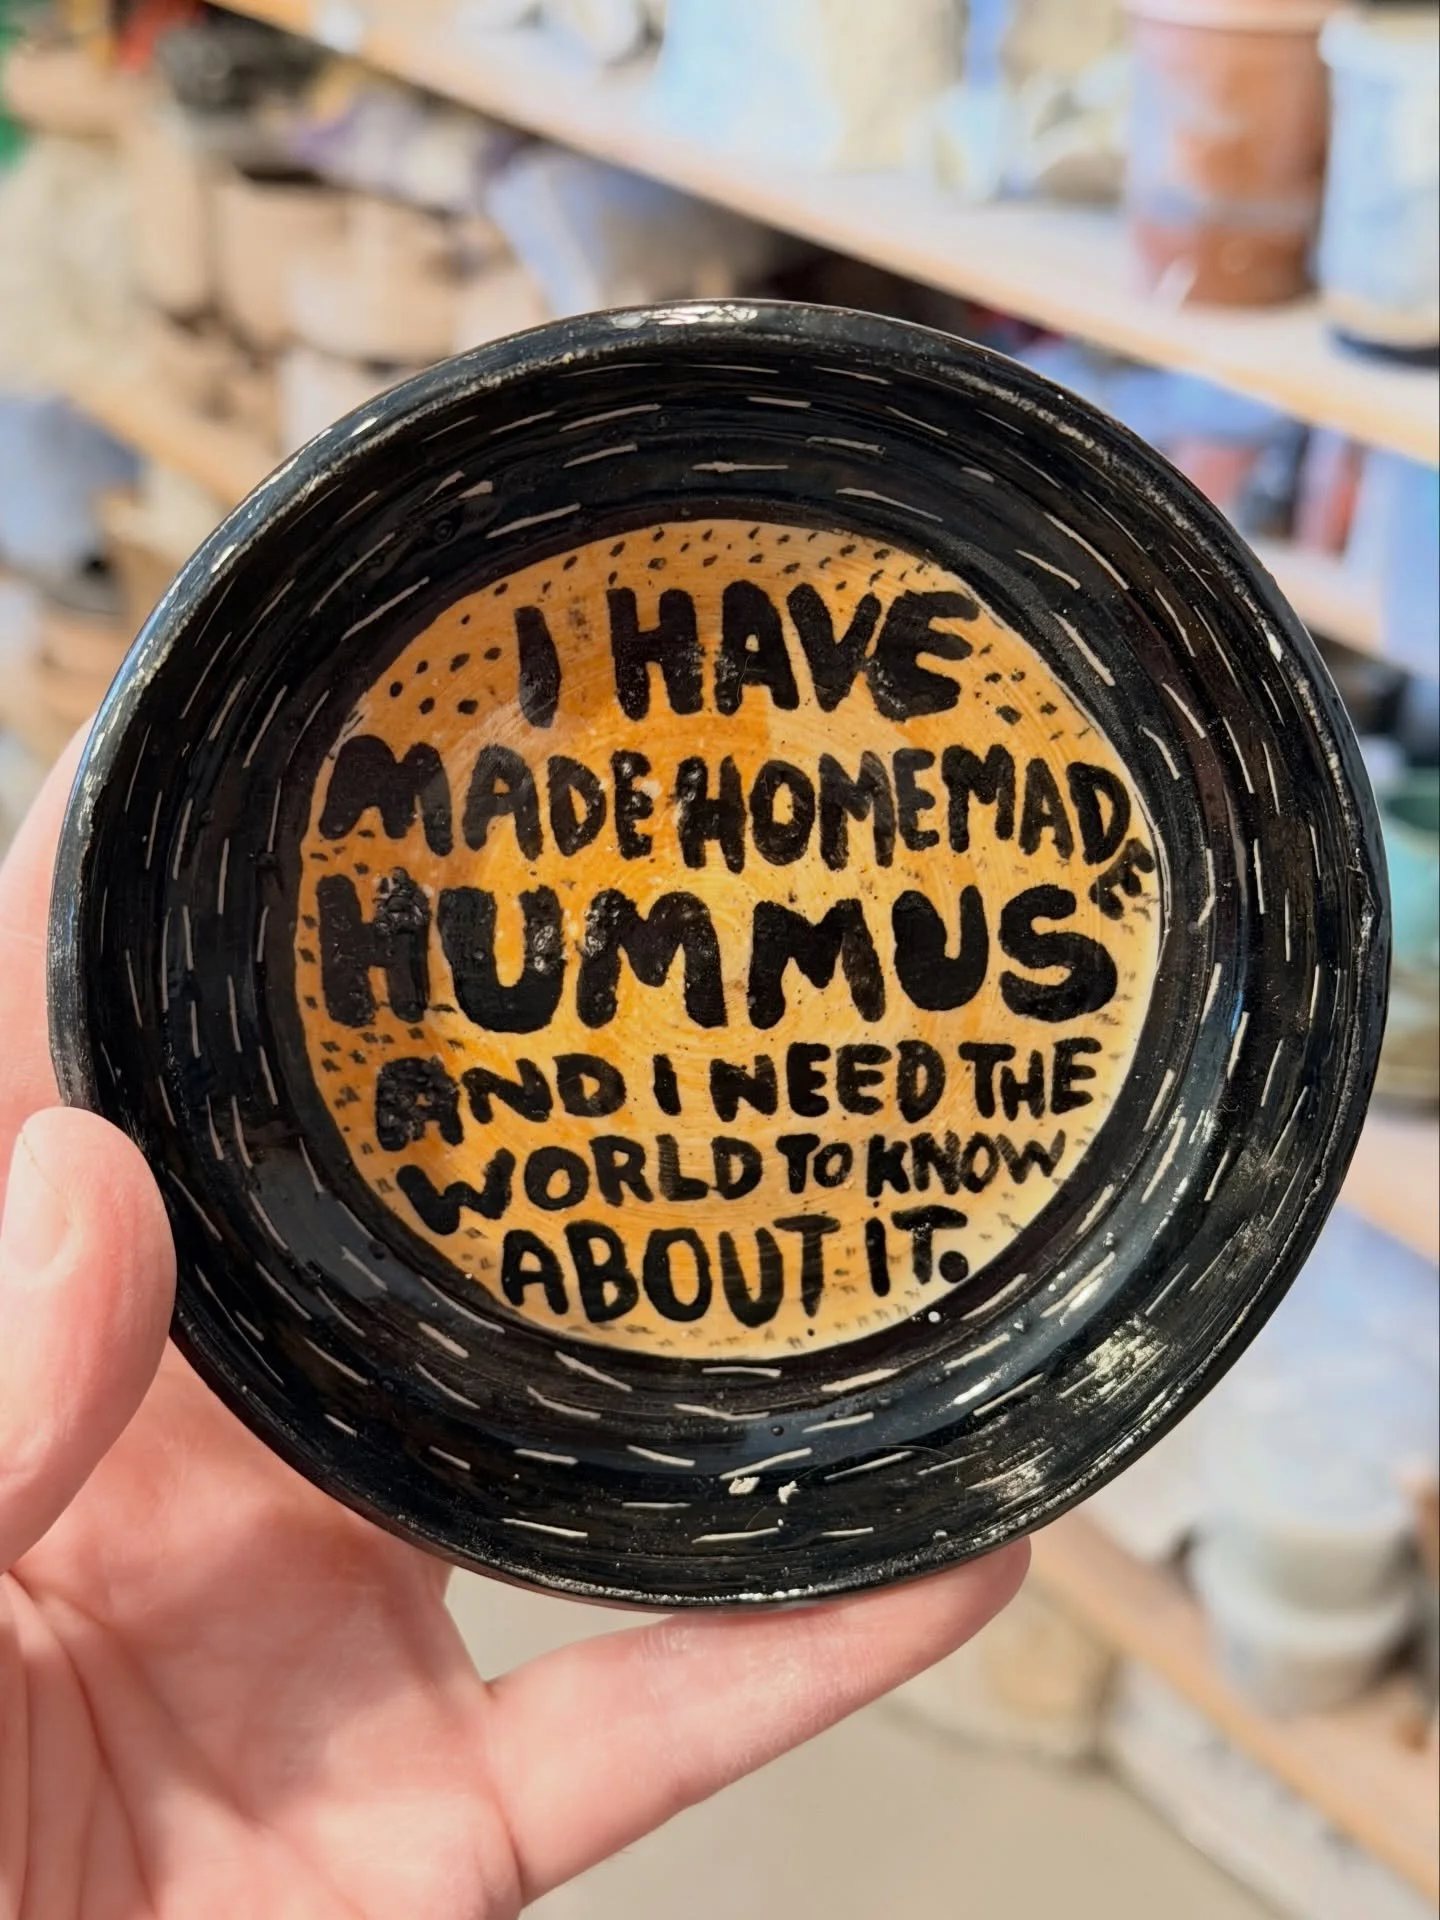 I HAVE
MADE HOMEMADE
HUMMUS
AND I NEED THE
WORLD TO KNOW
ABOUT IT.